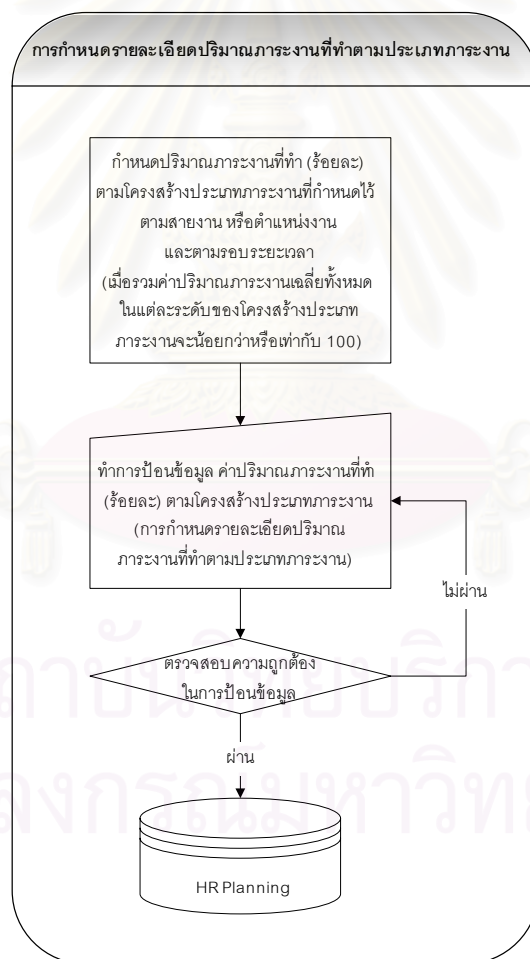 การกำหนดรายละเอียดปริมาณภาระงานที่ทำตามประเภทภาระงาน
กำหนดปริมาณภาระงานที่ทำ (ร้อยละ)
ตามโครงสร้างประเภทภาระงานที่กำหนดไว้
ตามสายงาน หรือตำแหน่งงาน
และตามรอบระยะเวลา
(เมื่อรวมค่าปริมาณภาระงานเฉลี่ยทั้งหมด
ในแต่ละระดับของโครงสร้างประเภท
ภาระงานจะน้อยกว่าหรือเท่ากับ 100)
ทำการป้อนข้อมูล ค่าปริมาณภาระงานที่ทำ
(ร้อยละ) ตามโครงสร้างประเภทภาระงาน
(การกำหนดรายละเอียดปริมาณ
ภาระงานที่ทำตามประเภทภาระงาน)
ไม่ผ่าน
ตรวจสอบความถูกต้อง
ในการป้อนข้อมูล
ผ่าน
HR Planning